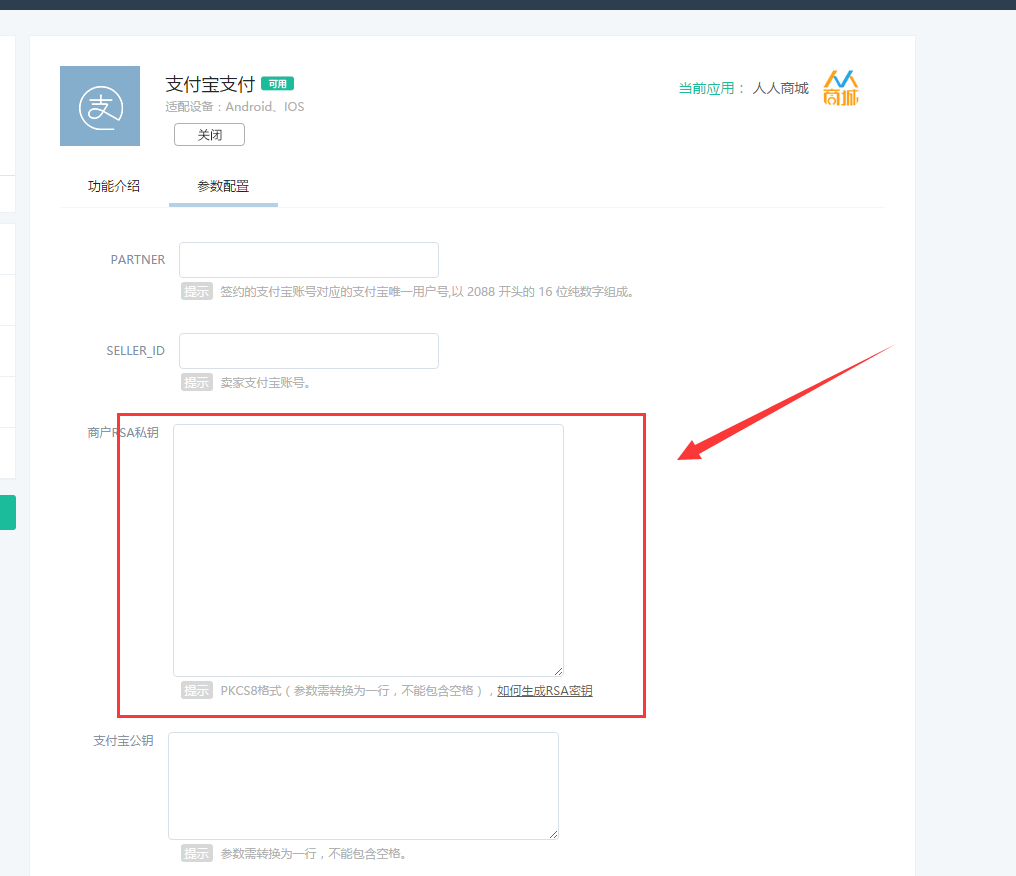 支付宝支付 可用
适配设备：Android、IOS
关闭
当前应用： 人人商城
商城
功能介绍 参数配置
PARTNER
提示 签约的支付宝账号对应的支付宝唯一用户号,以 2088 开头的 16 位纯数字组成。
SELLER_ID
提示 卖家支付宝账号。
商户RSA私钥
提示 PKCS8格式（参数需转换为一行，不能包含空格），如何生成RSA密钥
支付宝公钥
提示 参数需转换为一行，不能包含空格。